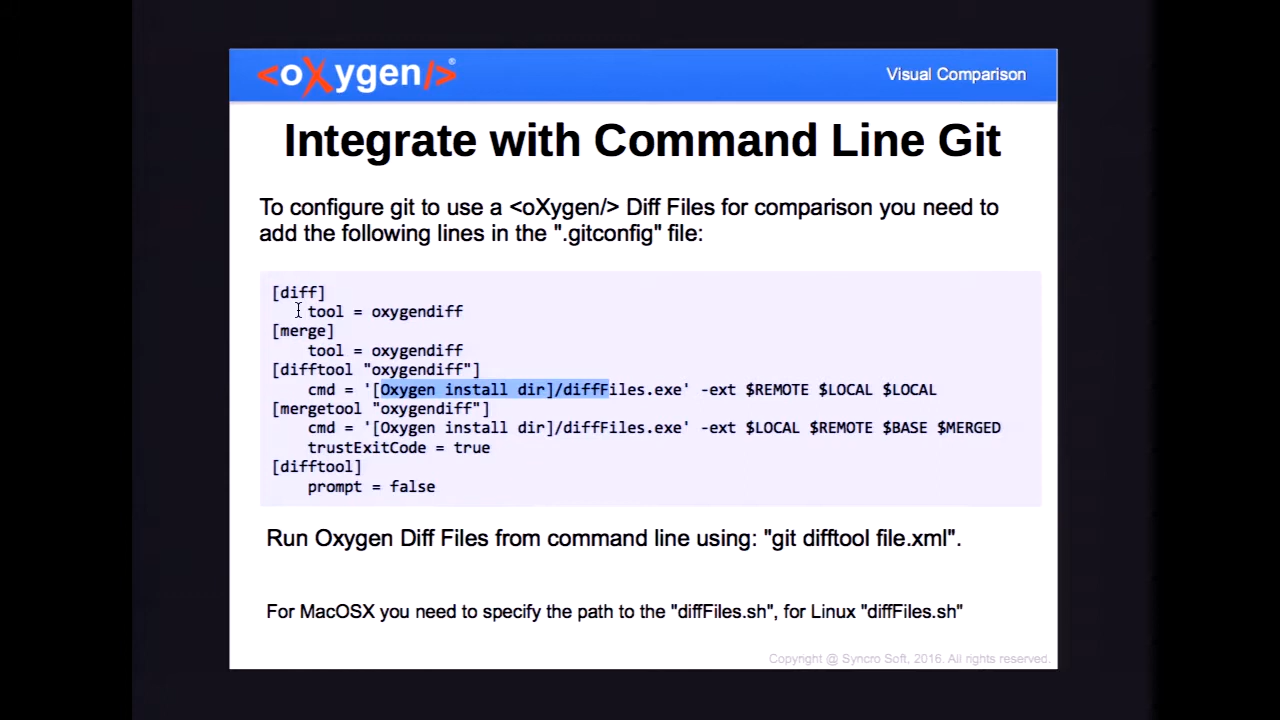 <oXygen/>®
Visual Comparison
Integrate with Command Line Git
To configure git to use a <oXygen/> Diff Files for comparison you need to
add the following lines in the ".gitconfig" file:
[diff]
tool = oxygendiff
[merge]
tool = oxygendiff
[difftool "oxygendiff"]
cmd = '[Oxygen install dir]/diffFiles.exe' -ext $REMOTE $LOCAL $LOCAL
[mergetool "oxygendiff"]
cmd = '[Oxygen install dir]/diffFiles.exe' -ext $LOCAL $REMOTE $BASE $MERGED
trustExitCode = true
[difftool]
prompt = false
Run Oxygen Diff Files from command line using: "git difftool file.xml".
For MacOSX you need to specify the path to the "diffFiles.sh", for Linux "diffFiles.sh"
Copyright @ Syncro Soft, 2016. All rights reserved.